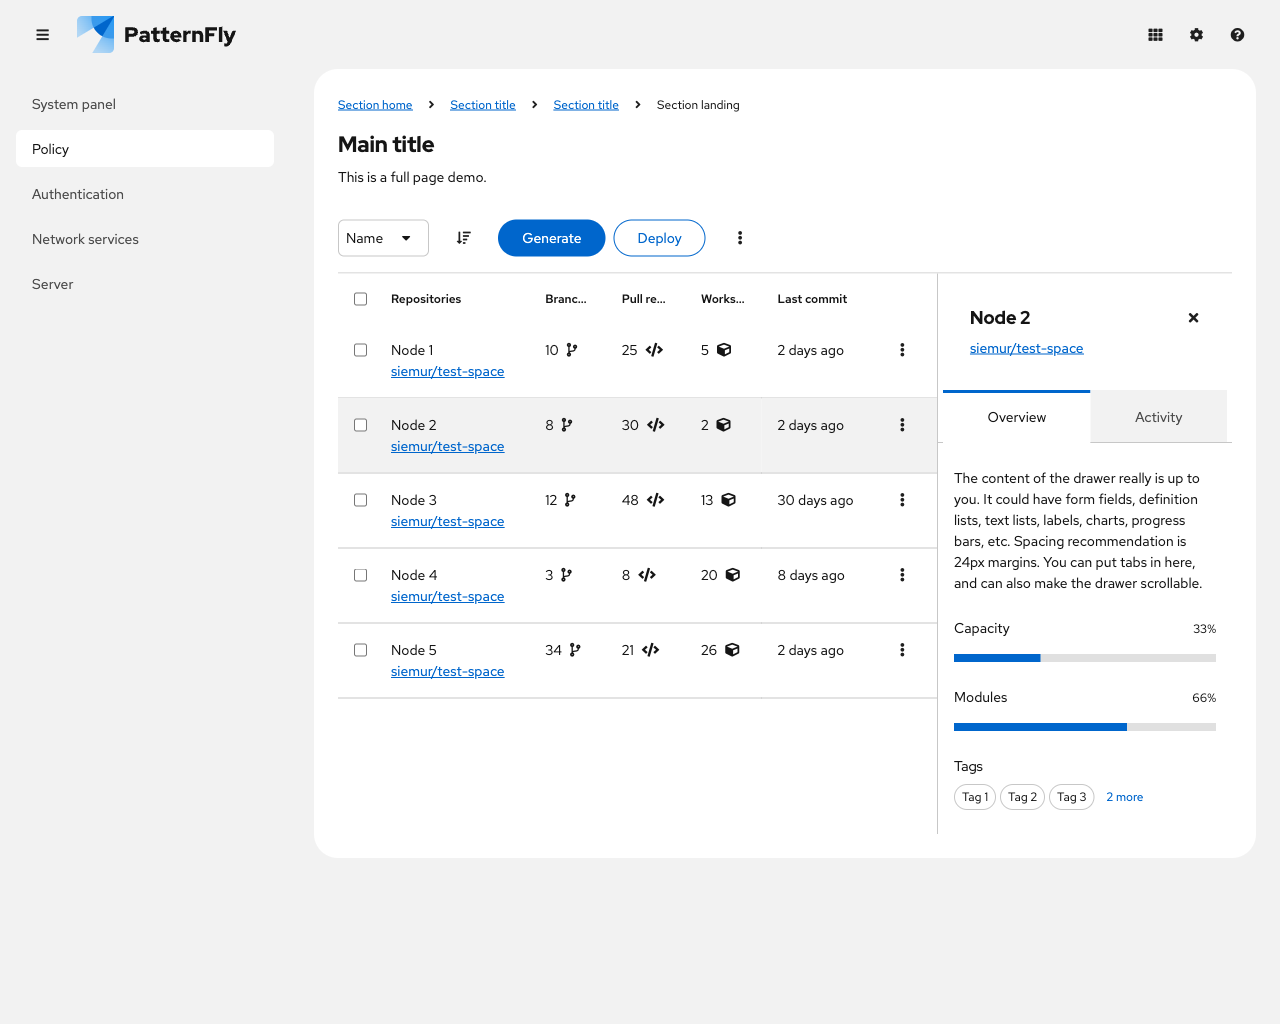 PatternFly
System panel
Policy
Authentication
Network services
Server
Section home
Section title
Section title
Section landing
Main title
This is a full page demo.
Name
Generate
Deploy
Repositories Branc... Pull re... Works... Last commit
Node 1 10 25 5 2 days ago
siemur/test-space
Node 2 8 30 2 2 days ago
siemur/test-space
Node 3 12 48 13 30 days ago
siemur/test-space
Node 4 3 8 20 8 days ago
siemur/test-space
Node 5 34 21 26 2 days ago
siemur/test-space
Node 2
siemur/test-space
Overview Activity
The content of the drawer really is up to
you. It could have form fields, definition
lists, text lists, labels, charts, progress
bars, etc. Spacing recommendation is
24px margins. You can put tabs in here,
and can also make the drawer scrollable.
Capacity 33%
Modules 66%
Tags
Tag 1 Tag 2 Tag 3 2 more